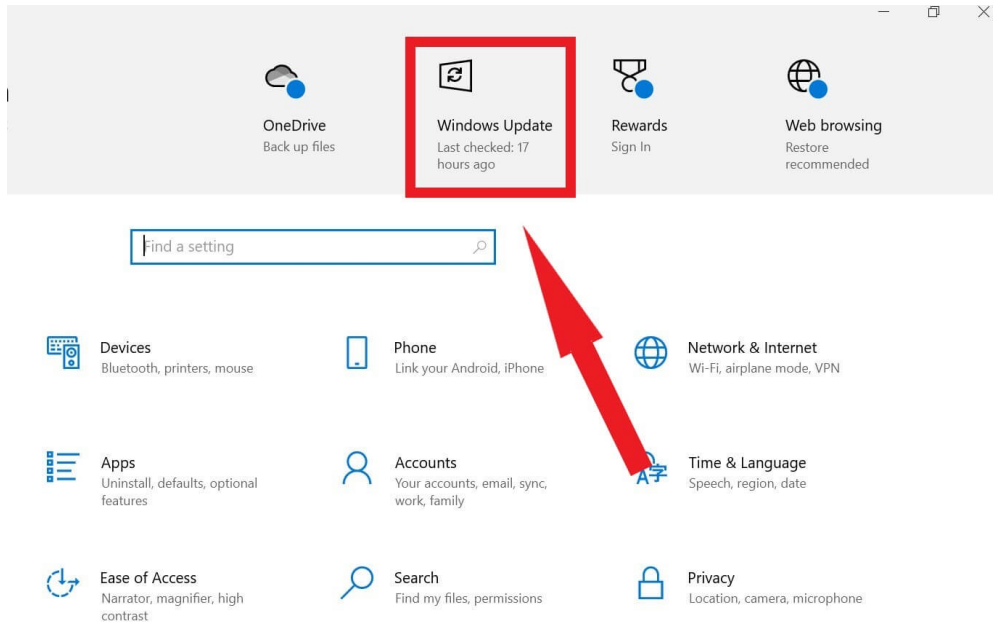 OneDrive
Back up files
Windows Update
Last checked: 17
hours ago
Rewards
Sign In
Web browsing
Restore
recommended
Find a setting
Devices
Bluetooth, printers, mouse
Phone
Link your Android, iPhone
Network & Internet
Wi-Fi, airplane mode, VPN
Apps
Uninstall, defaults, optional
features
Accounts
Your accounts, email, sync,
work, family
Time & Language
Speech, region, date
Ease of Access
Narrator, magnifier, high
contrast
Search
Find my files, permissions
Privacy
Location, camera, microphone